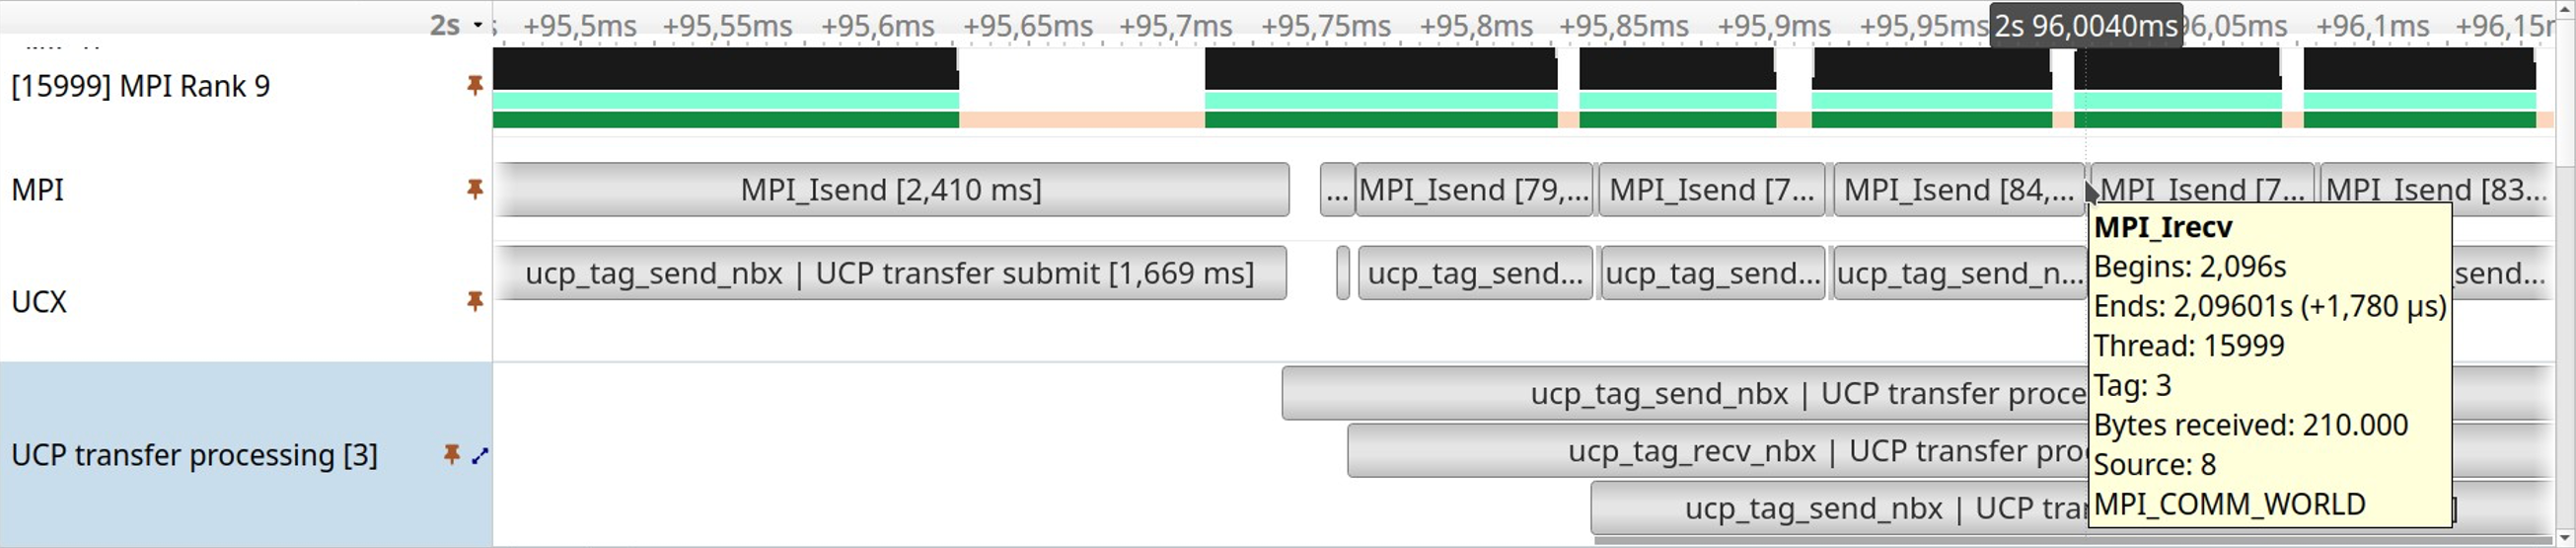 2s
+95,5ms +95,55ms +95,6ms +95,65ms +95,7ms +95,75ms +95,8ms +95,85ms +95,9ms +95,95ms 2s 96,0040ms 96,05ms +96,1ms +96,15
[15999] MPI Rank 9
MPI
MPI_Isend [2,410 ms]
...
MPI_Isend [79,...
MPI_Isend [7...
MPI_Isend [84,...
MPI_Isend [7...
MPI_Isend [83...
UCX
ucp_tag_send_nbx | UCP transfer submit [1,669 ms]
ucp_tag_send...
ucp_tag_send...
ucp_tag_send_n...
send...
UCP transfer processing [3]
ucp_tag_send_nbx | UCP transfer proce
ucp_tag_recv_nbx | UCP transfer pro
ucp_tag_send_nbx | UCP tra
]
MPI_Irecv
Begins: 2,096s
Ends: 2,09601s (+1,780 µs)
Thread: 15999
Tag: 3
Bytes received: 210.000
Source: 8
MPI_COMM_WORLD